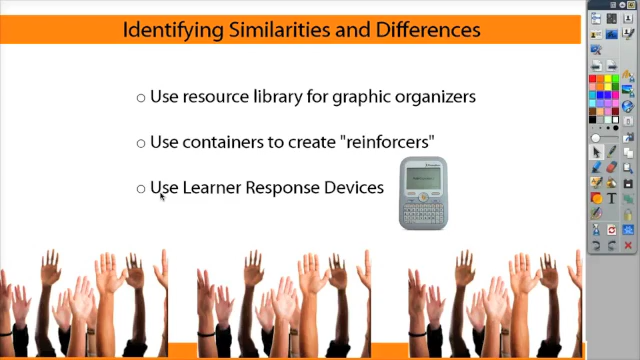 Identifying Similarities and Differences
Use resource library for graphic organizers
Use containers to create "reinforcers"
Use Learner Response Devices